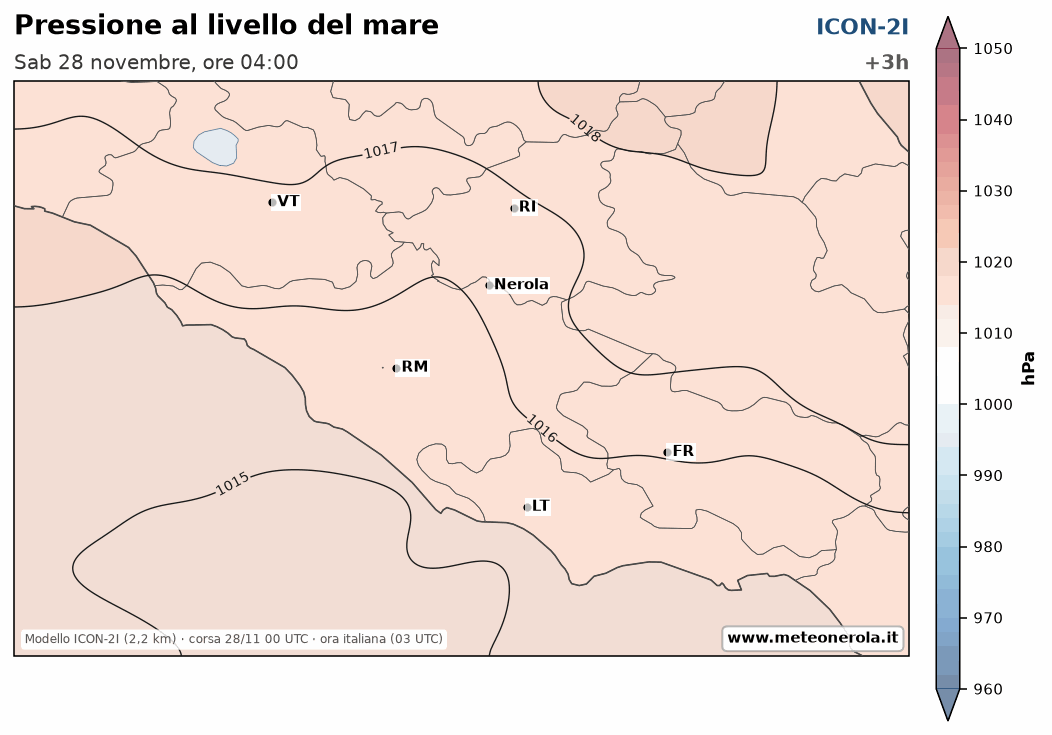 Pressione al livello del mare
ICON-2I
Sab 28 novembre, ore 04:00
+3h
1050
1040
1030
1020
1010
1000
990
980
970
960
hPa
1018
1017
VT
RI
Nerola
RM
1016
FR
1015
LT
Modello ICON-2I (2,2 km) · corsa 28/11 00 UTC · ora italiana (03 UTC)
www.meteonerola.it